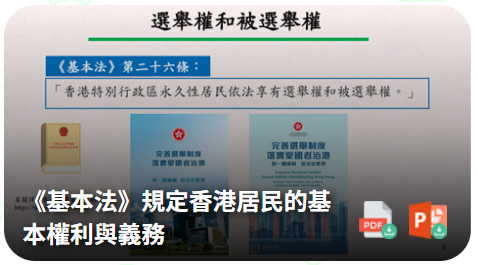 選舉權和被選舉權
《基本法》第二十六條：
「香港特別行政區永久性居民依法享有選舉權和被選舉權。」
完善選舉制度
落實愛國者治港
完善選舉制度
落實愛國者治港
《基本法》規定香港居民的基
本權利與義務
PDF
P